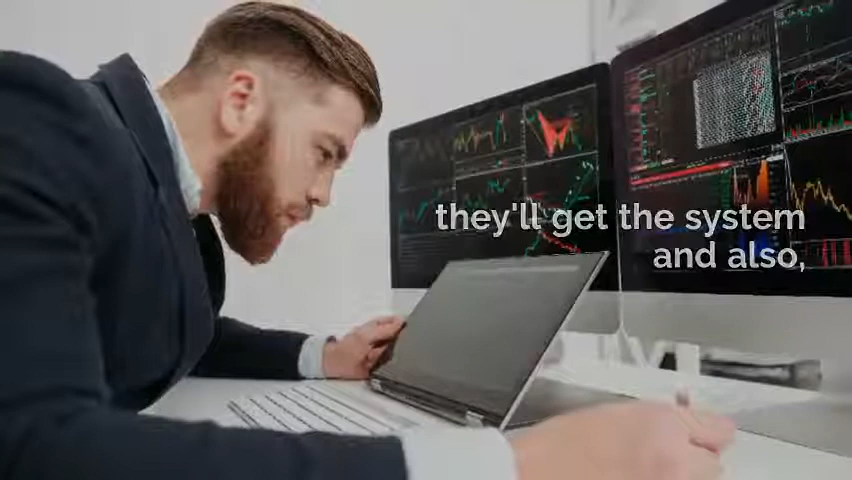 they'll get the system
and also,